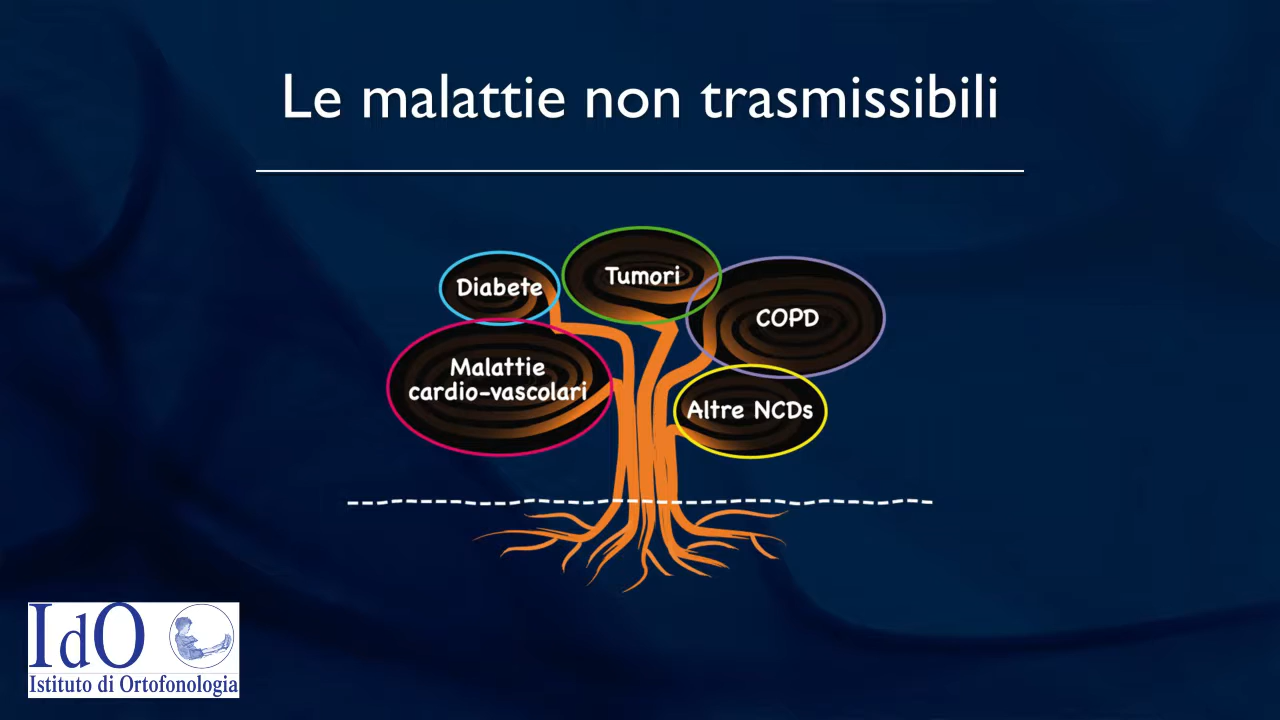 Le malattie non trasmissibili
Diabete
Tumori
COPD
Malattie
cardio-vascolari
Altre NCDs
IdO
Istituto di Ortofonologia